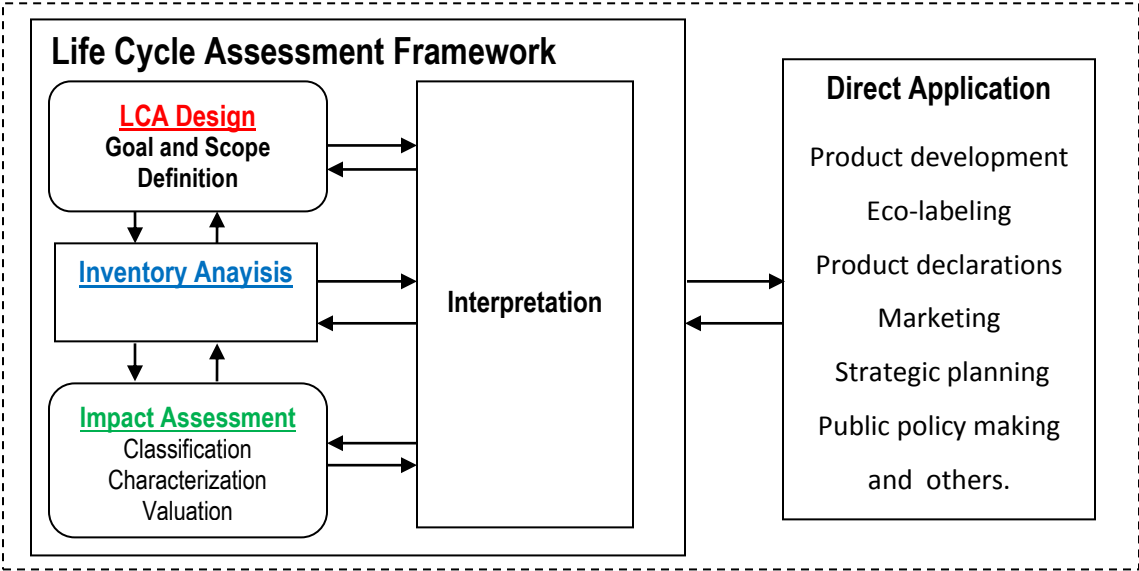 Life Cycle Assessment Framework
LCA Design
Goal and Scope
Definition
Inventory Anayisis
Impact Assessment
Classification
Characterization
Valuation
Interpretation
Direct Application
Product development
Eco-labeling
Product declarations
Marketing
Strategic planning
Public policy making
and others.